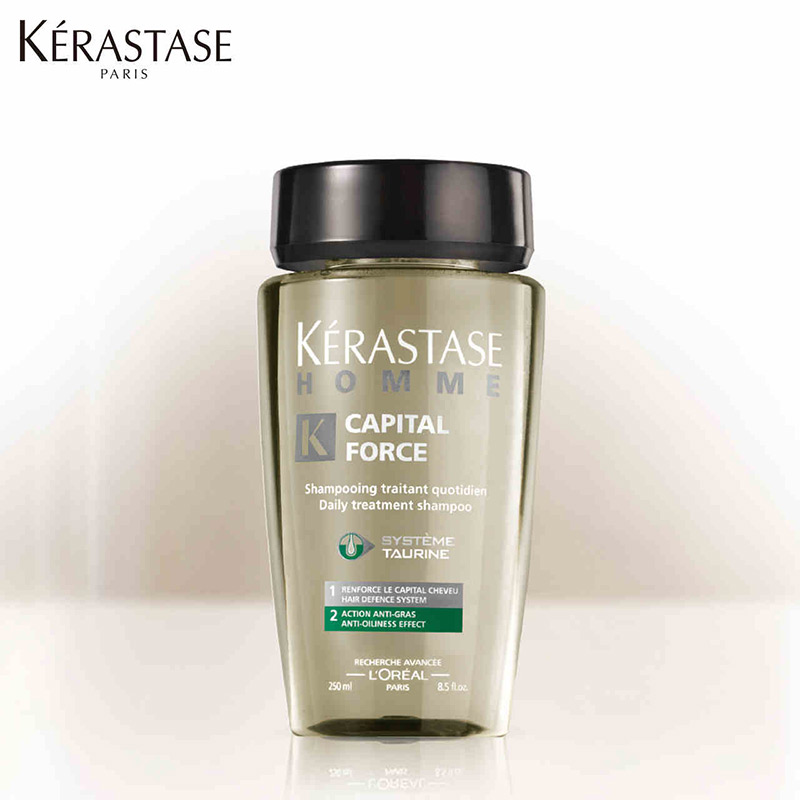 KÉRASTASE
PARIS
KÉRASTASE
HOMME
K CAPITAL
FORCE
Shampooing traitant quotidien
Daily treatment shampoo
SYSTÈME
TAURINE
1 RENFORCE LE CAPITAL CHEVEU
HAIR DEFENCE SYSTEM
2 ACTION ANTI-GRAS
ANTI-OILINESS EFFECT
RECHERCHE AVANCÉE
L'ORÉAL
250 ml PARIS 8.5 fl.oz.